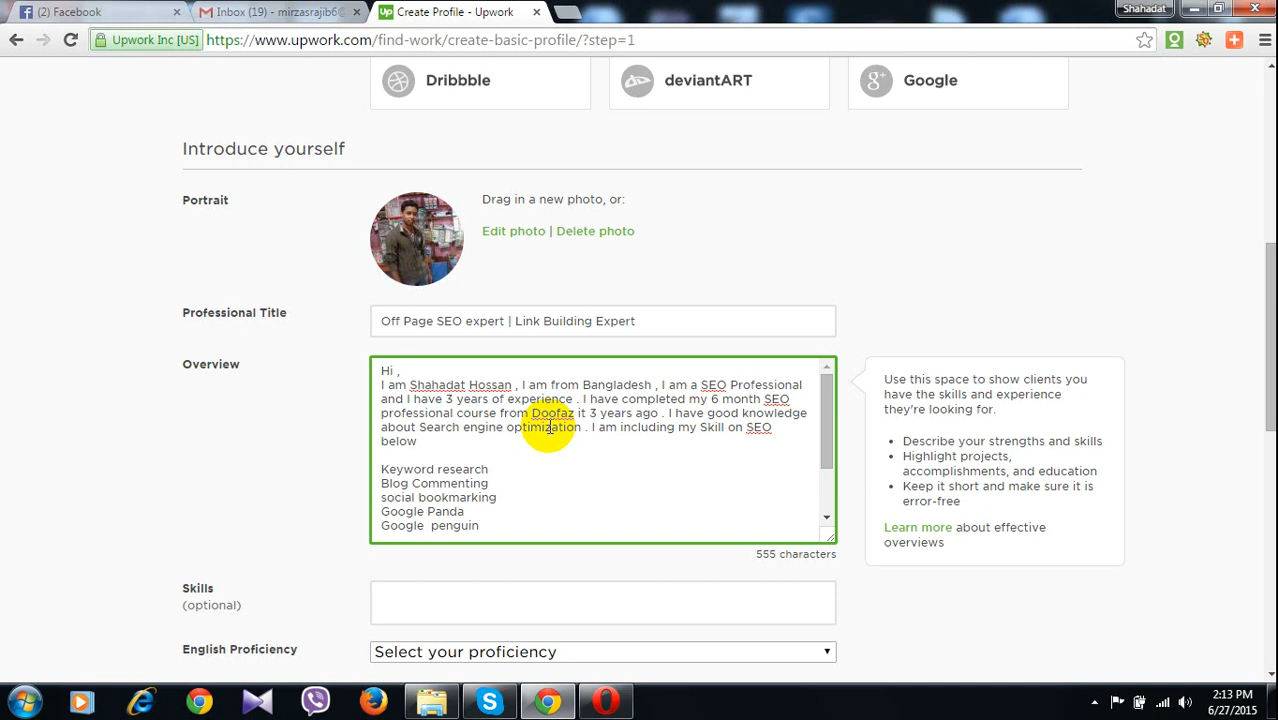 (2) Facebook
Inbox (19) - mirzasrajib6@
Create Profile - Upwork
Shahadat
Upwork Inc [US]
https://www.upwork.com/find-work/create-basic-profile/?step=1
Dribbble
deviantART
Google
Introduce yourself
Portrait
Drag in a new photo, or:
Edit photo | Delete photo
Professional Title
Off Page SEO expert | Link Building Expert
Overview
Hi ,
I am Shahadat Hossan , I am from Bangladesh , I am a SEO Professional
and I have 3 years of experience . I have completed my 6 month SEO
professional course from Doofaz it 3 years ago . I have good knowledge
about Search engine optimization . I am including my Skill on SEO
below
Keyword research
Blog Commenting
social bookmarking
Google Panda
Google  penguin
555 characters
Use this space to show clients you
have the skills and experience
they're looking for.
• Describe your strengths and skills
• Highlight projects,
accomplishments, and education
• Keep it short and make sure it is
error-free
Learn more about effective
overviews
Skills
(optional)
English Proficiency
Select your proficiency
2:13 PM
6/27/2015